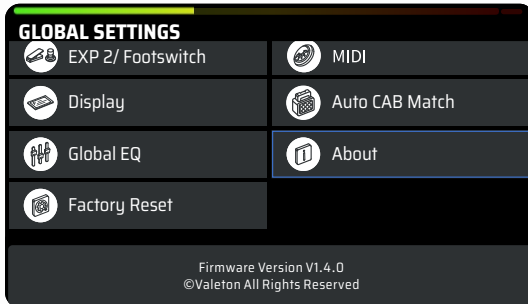 GLOBAL SETTINGS
EXP 2/ Footswitch
MIDI
Display
Auto CAB Match
Global EQ
About
Factory Reset
Firmware Version V1.4.0
©Valeton All Rights Reserved